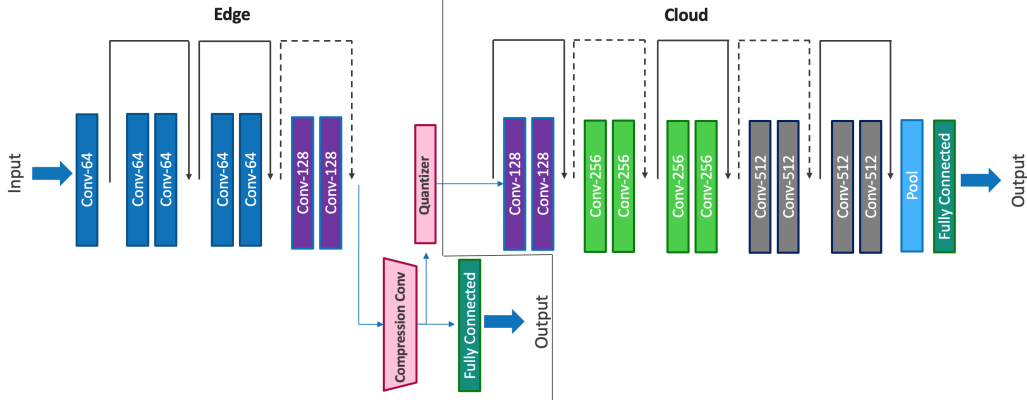 Edge
Cloud
Input
Conv-64
Conv-64
Conv-64
Conv-64
Conv-64
Conv-128
Conv-128
Compression Conv
Quantizer
Fully Connected
Output
Conv-128
Conv-128
Conv-256
Conv-256
Conv-256
Conv-256
Conv-512
Conv-512
Conv-512
Conv-512
Pool
Fully Connected
Output